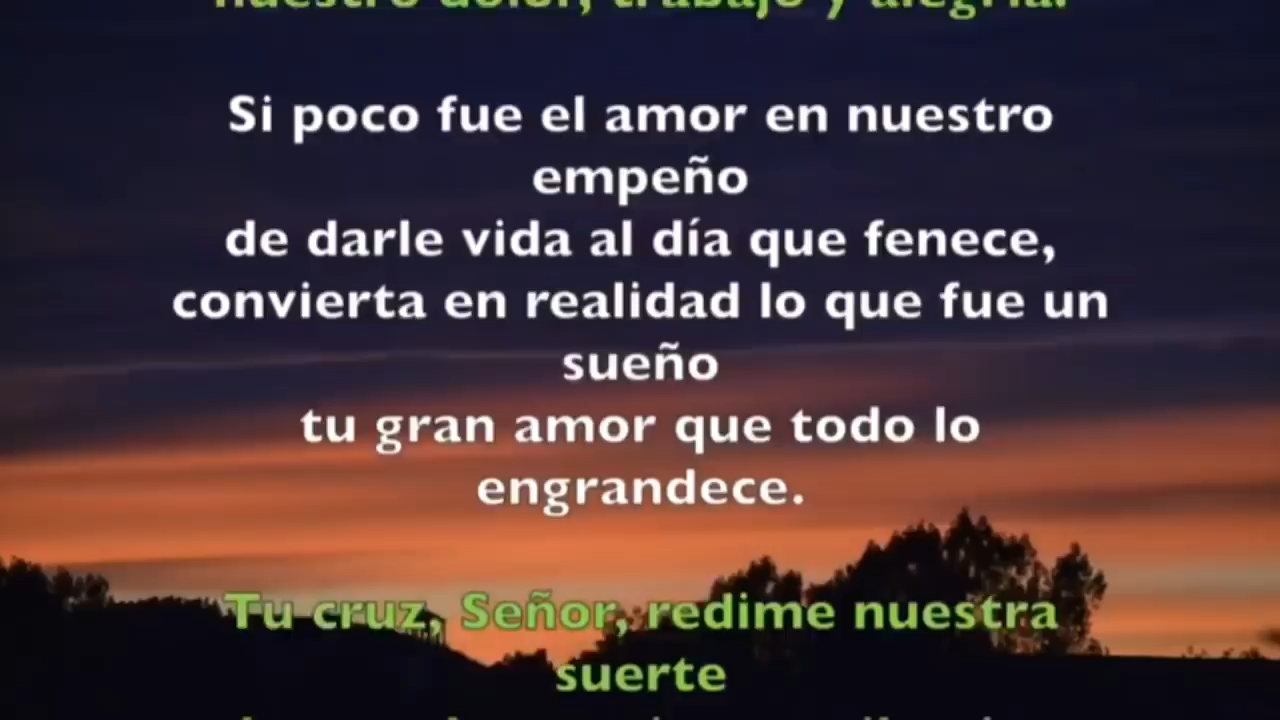 nuestro dolor, trabajo y alegría.
Si poco fue el amor en nuestro
empeño
de darle vida al día que fenece,
convierta en realidad lo que fue un
sueño
tu gran amor que todo lo
engrandece.
Tu cruz, Señor, redime nuestra
suerte